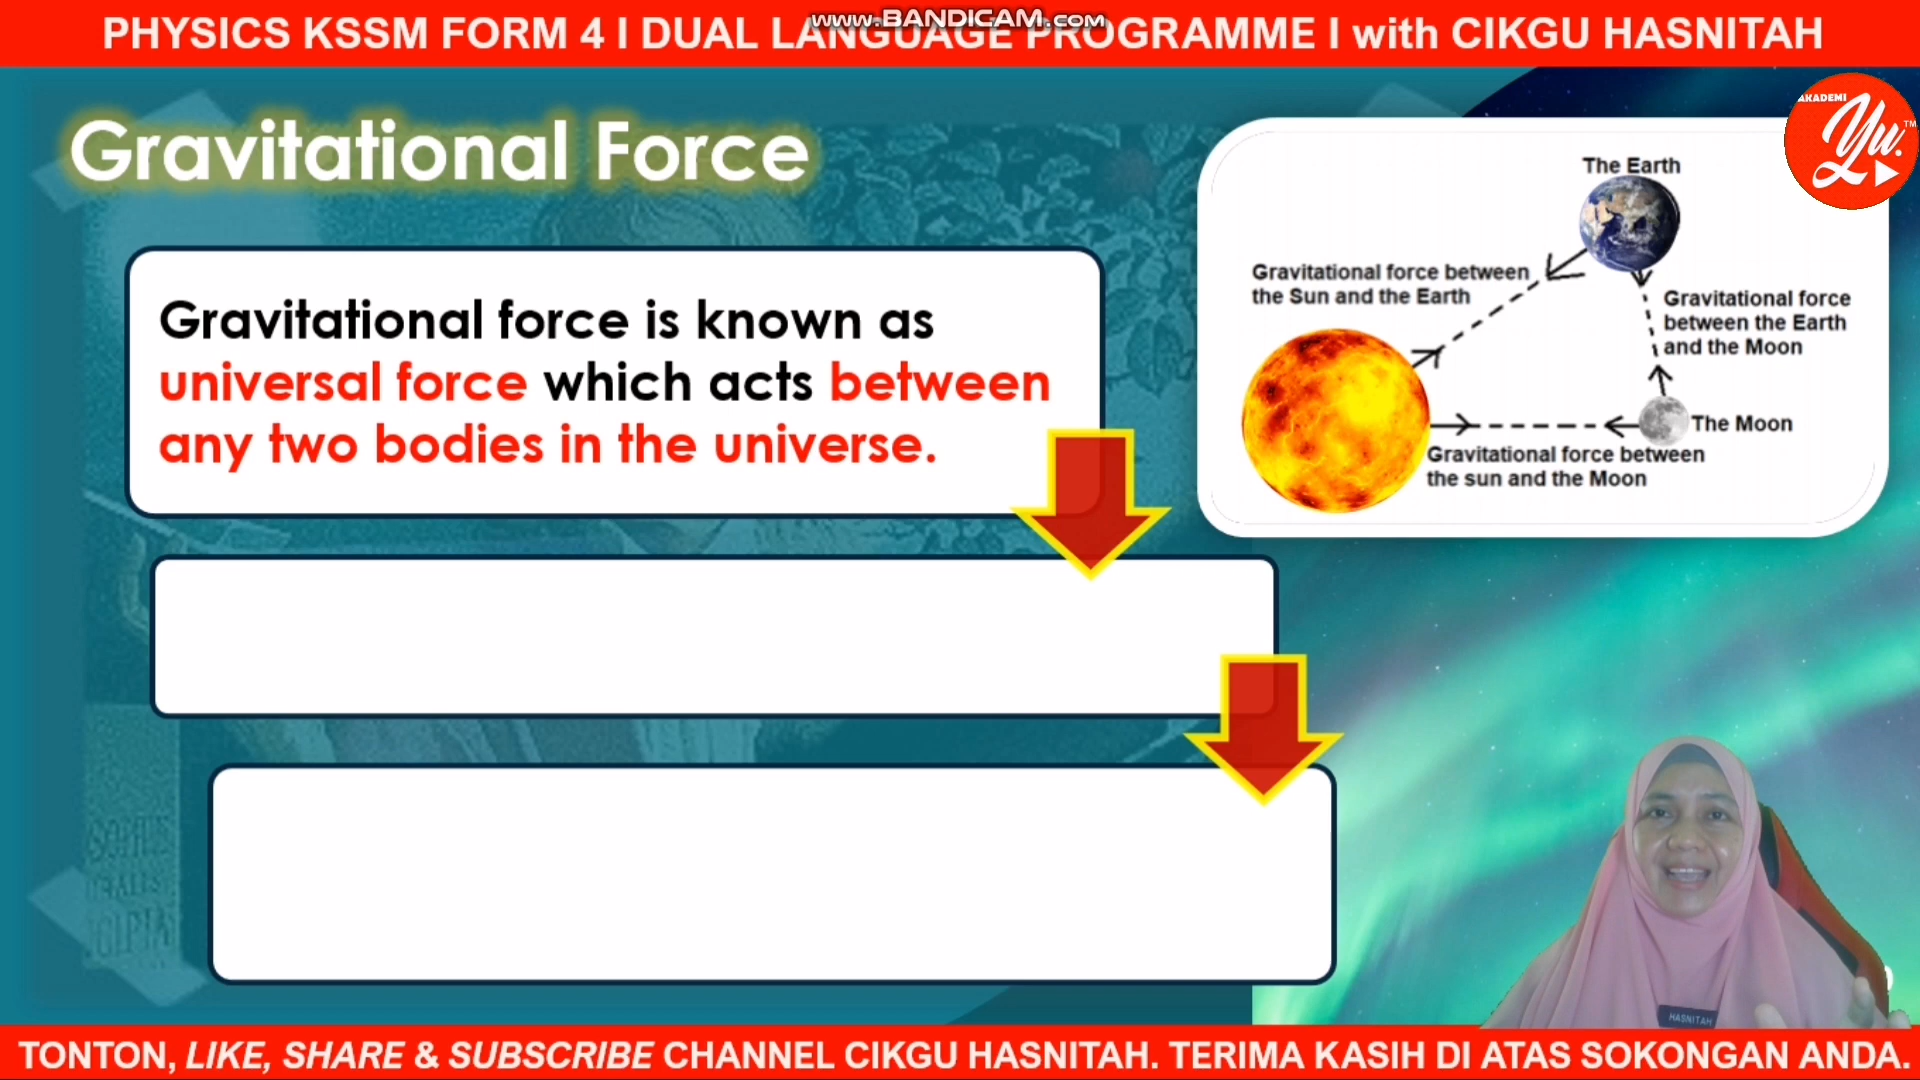 www.BANDICAM.com
PHYSICS KSSM FORM 4 I DUAL LANGUAGE PROGRAMME I with CIKGU HASNITAH
AKADEMI
Yu.
TM
Gravitational Force
Gravitational force is known as
universal force which acts between
any two bodies in the universe.
The Earth
Gravitational force between
the Sun and the Earth
Gravitational force
between the Earth
and the Moon
The Moon
Gravitational force between
the sun and the Moon
HASNITAH
TONTON, LIKE, SHARE & SUBSCRIBE CHANNEL CIKGU HASNITAH. TERIMA KASIH DI ATAS SOKONGAN ANDA.